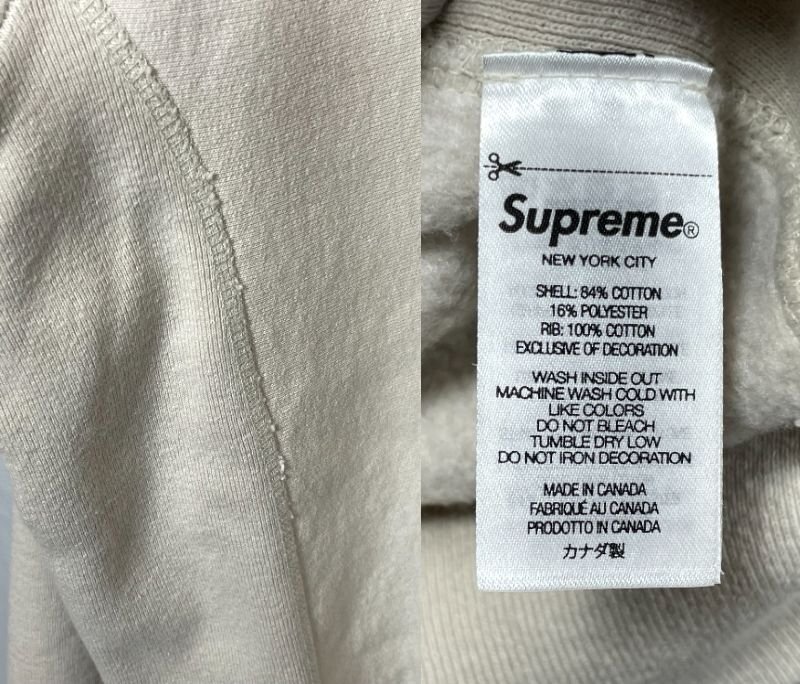 Supreme®
NEW YORK CITY
SHELL: 84% COTTON
16% POLYESTER
RIB: 100% COTTON
EXCLUSIVE OF DECORATION
WASH INSIDE OUT
MACHINE WASH COLD WITH
LIKE COLORS
DO NOT BLEACH
TUMBLE DRY LOW
DO NOT IRON DECORATION
MADE IN CANADA
FABRIQUÉ AU CANADA
PRODOTTO IN CANADA
カナダ製